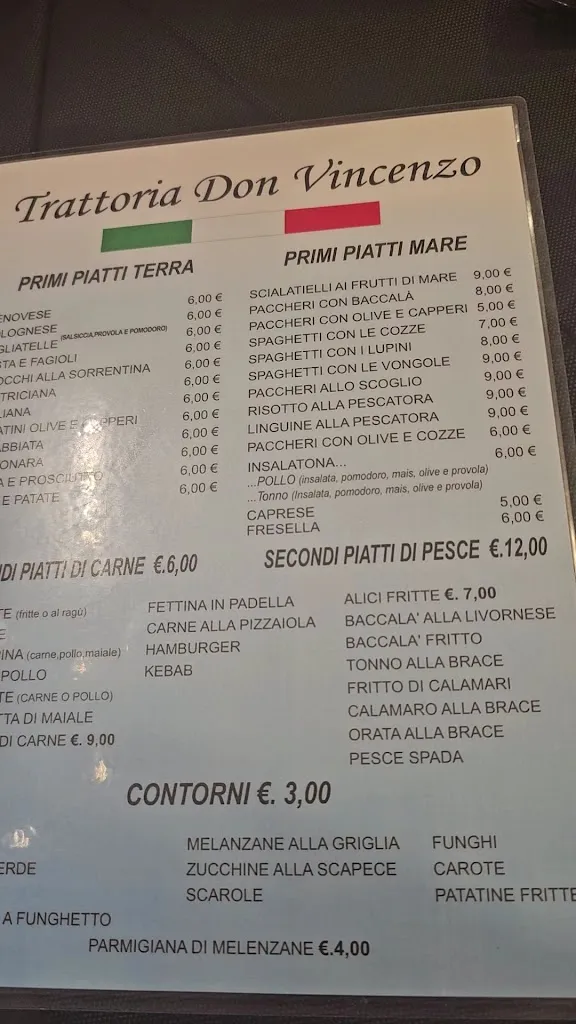 Trattoria Don Vincenzo
PRIMI PIATTI TERRA
ENOVESE 6,00 €
OLOGNESE 6,00 €
GLIATELLE (SALSICCIA,PROVOLA E POMODORO) 6,00 €
STA E FAGIOLI 6,00 €
OCCHI ALLA SORRENTINA 6,00 €
TRICIANA 6,00 €
LIANA 6,00 €
ATINI OLIVE E CAPPERI 6,00 €
ABBIATA 6,00 €
ONARA 6,00 €
A E PROSCIUTTO 6,00 €
E PATATE 6,00 €
PRIMI PIATTI MARE
SCIALATIELLI AI FRUTTI DI MARE 9,00 €
PACCHERI CON BACCALÀ 8,00 €
PACCHERI CON OLIVE E CAPPERI 5,00 €
SPAGHETTI CON LE COZZE 7,00 €
SPAGHETTI CON I LUPINI 8,00 €
SPAGHETTI CON LE VONGOLE 9,00 €
PACCHERI ALLO SCOGLIO 9,00 €
RISOTTO ALLA PESCATORA 9,00 €
LINGUINE ALLA PESCATORA 9,00 €
PACCHERI CON OLIVE E COZZE 6,00 €
INSALATONA... 6,00 €
...POLLO (insalata, pomodoro, mais, olive e provola)
...Tonno (Insalata, pomodoro, mais, olive e provola)
CAPRESE 5,00 €
FRESELLA 6,00 €
NDI PIATTI DI CARNE €.6,00
TE (fritte o al ragù)
E
INA (carne,pollo,maiale)
POLLO
TE (CARNE O POLLO)
TTA DI MAIALE
DI CARNE €. 9,00
FETTINA IN PADELLA
CARNE ALLA PIZZAIOLA
HAMBURGER
KEBAB
SECONDI PIATTI DI PESCE €.12,00
ALICI FRITTE €. 7,00
BACCALA' ALLA LIVORNESE
BACCALA' FRITTO
TONNO ALLA BRACE
FRITTO DI CALAMARI
CALAMARO ALLA BRACE
ORATA ALLA BRACE
PESCE SPADA
CONTORNI €. 3,00
ERDE
A FUNGHETTO
MELANZANE ALLA GRIGLIA
ZUCCHINE ALLA SCAPECE
SCAROLE
FUNGHI
CAROTE
PATATINE FRITTE
PARMIGIANA DI MELENZANE €.4,00